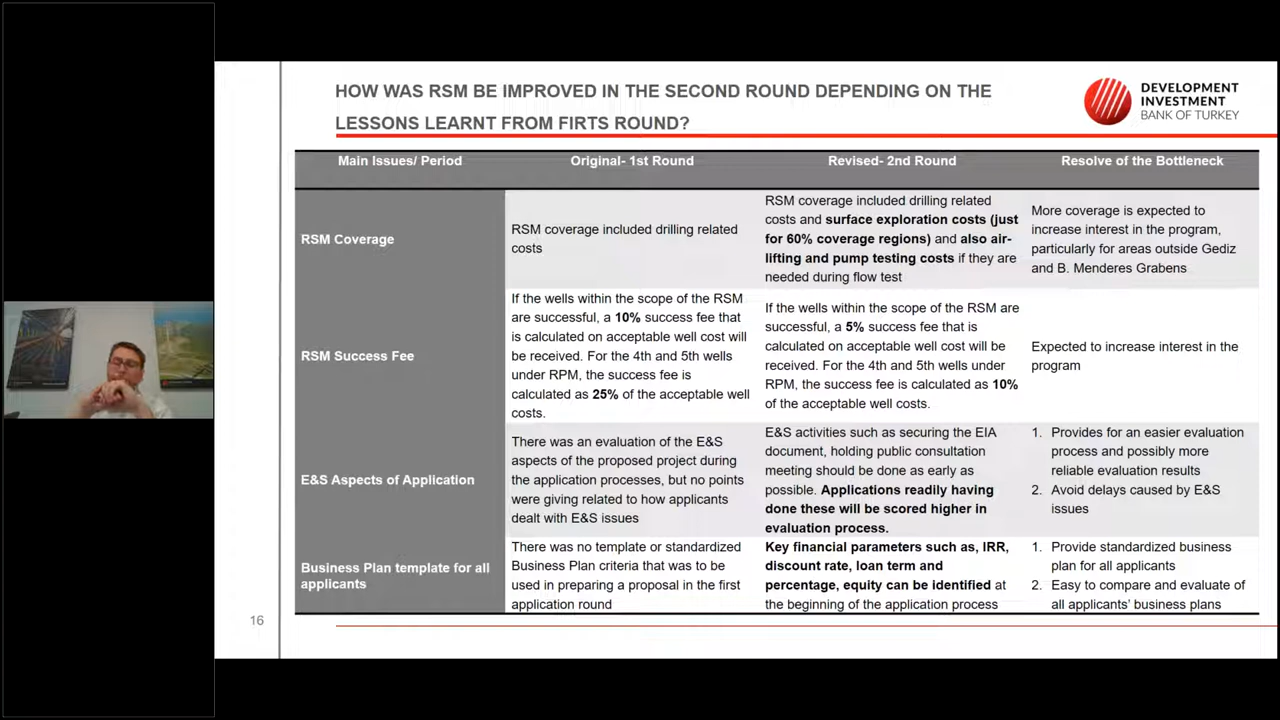 HOW WAS RSM BE IMPROVED IN THE SECOND ROUND DEPENDING ON THE
LESSONS LEARNT FROM FIRTS ROUND?
DEVELOPMENT
INVESTMENT
BANK OF TURKEY
Main Issues/ Period
Original- 1st Round
Revised- 2nd Round
Resolve of the Bottleneck
RSM Coverage
RSM coverage included drilling related
costs
RSM coverage included drilling related
costs and surface exploration costs (just
for 60% coverage regions) and also air-
lifting and pump testing costs if they are
needed during flow test
More coverage is expected to
increase interest in the program,
particularly for areas outside Gediz
and B. Menderes Grabens
RSM Success Fee
If the wells within the scope of the RSM
are successful, a 10% success fee that
is calculated on acceptable well cost will
be received. For the 4th and 5th wells
under RPM, the success fee is
calculated as 25% of the acceptable well
costs.
If the wells within the scope of the RSM are
successful, a 5% success fee that is
calculated on acceptable well cost will be
received. For the 4th and 5th wells under
RPM, the success fee is calculated as 10%
of the acceptable well costs.
Expected to increase interest in the
program
E&S Aspects of Application
There was an evaluation of the E&S
aspects of the proposed project during
the application processes, but no points
were giving related to how applicants
dealt with E&S issues
E&S activities such as securing the EIA
document, holding public consultation
meeting should be done as early as
possible. Applications readily having
done these will be scored higher in
evaluation process.
1. Provides for an easier evaluation
process and possibly more
reliable evaluation results
2. Avoid delays caused by E&S
issues
Business Plan template for all
applicants
There was no template or standardized
Business Plan criteria that was to be
used in preparing a proposal in the first
application round
Key financial parameters such as, IRR,
discount rate, loan term and
percentage, equity can be identified at
the beginning of the application process
1. Provide standardized business
plan for all applicants
2. Easy to compare and evaluate of
all applicants' business plans
16